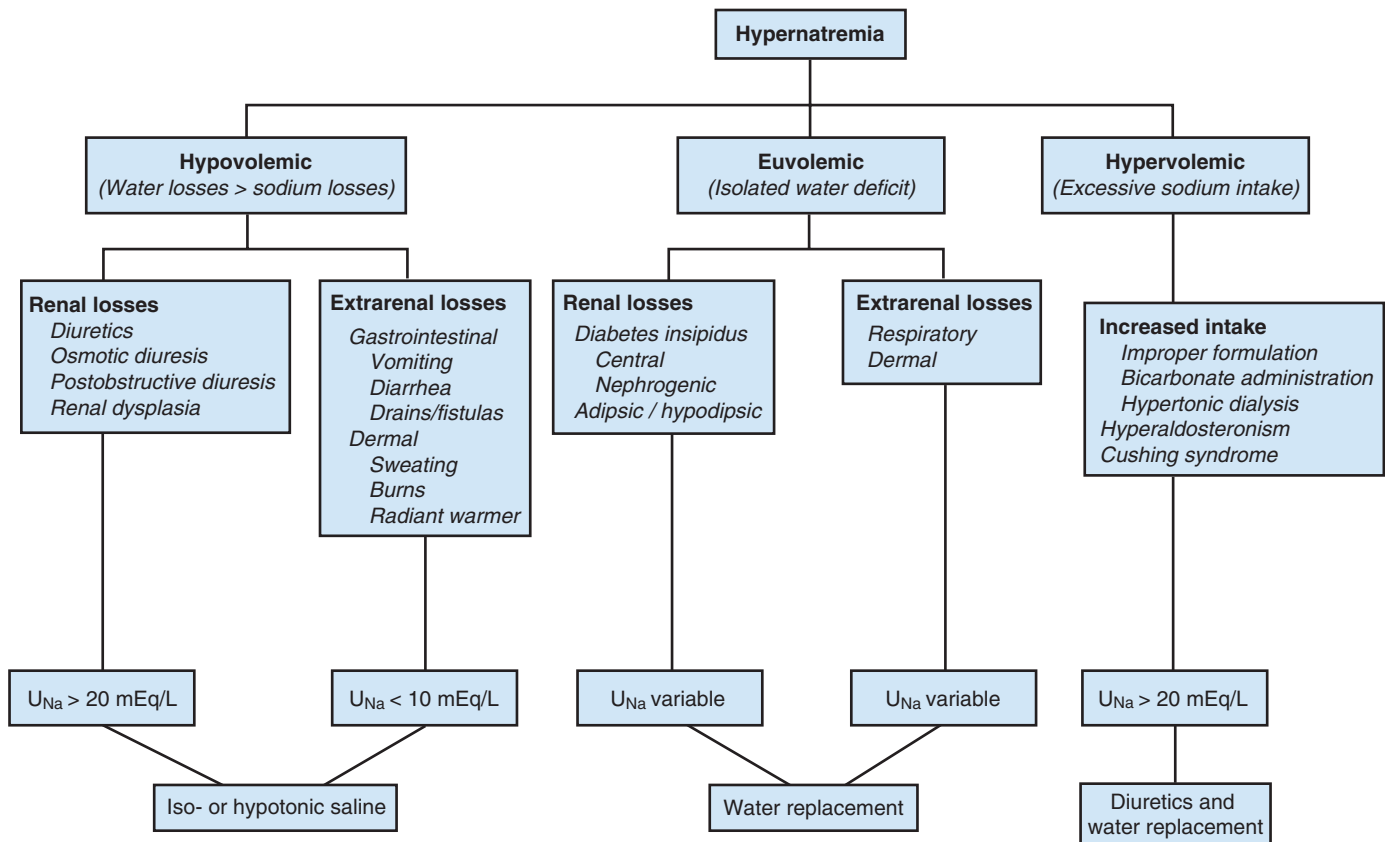 Hypernatremia
Hypovolemic
(Water losses > sodium losses)
Euvolemic
(Isolated water deficit)
Hypervolemic
(Excessive sodium intake)
Renal losses
Diuretics
Osmotic diuresis
Postobstructive diuresis
Renal dysplasia
Extrarenal losses
Gastrointestinal
Vomiting
Diarrhea
Drains/fistulas
Dermal
Sweating
Burns
Radiant warmer
Renal losses
Diabetes insipidus
Central
Nephrogenic
Adipsic / hypodipsic
Extrarenal losses
Respiratory
Dermal
Increased intake
Improper formulation
Bicarbonate administration
Hypertonic dialysis
Hyperaldosteronism
Cushing syndrome
UNa > 20 mEq/L
UNa < 10 mEq/L
UNa variable
UNa variable
UNa > 20 mEq/L
Iso- or hypotonic saline
Water replacement
Diuretics and
water replacement